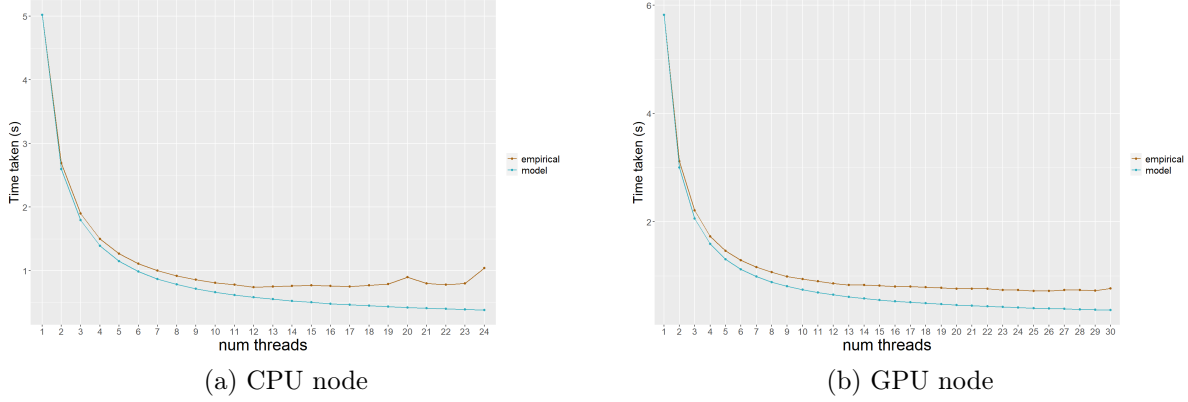 5
4
3
2
1
Time taken (s)
1 2 3 4 5 6 7 8 9 10 11 12 13 14 15 16 17 18 19 20 21 22 23 24
num threads
empirical
model
(a) CPU node
6
4
2
Time taken (s)
1 2 3 4 5 6 7 8 9 10 11 12 13 14 15 16 17 18 19 20 21 22 23 24 25 26 27 28 29 30
num threads
empirical
model
(b) GPU node